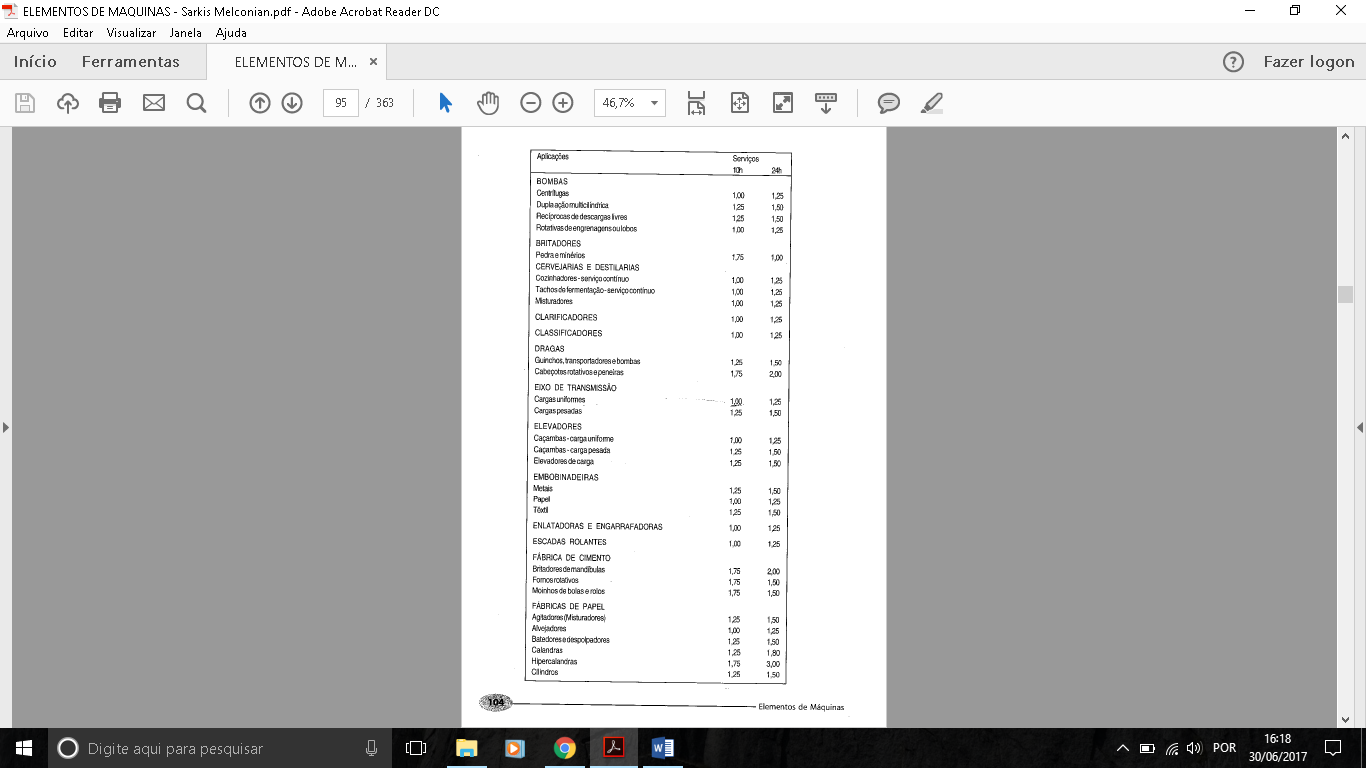 ELEMENTOS DE MAQUINAS - Sarkis Melconian.pdf - Adobe Acrobat Reader DC
Arquivo Editar Visualizar Janela Ajuda
Início Ferramentas ELEMENTOS DE M... × ? Fazer logon
95 / 363 46,7%
Aplicações Serviços
10h 24h
BOMBAS
Centrífugas 1,00 1,25
Dupla ação multicilíndrica 1,25 1,50
Recíprocas de descargas livres 1,25 1,50
Rotativas de engrenagens ou lobos 1,00 1,25
BRITADORES
Pedra e minérios 1,75 1,00
CERVEJARIAS E DESTILARIAS
Cozinhadores - serviço contínuo 1,00 1,25
Tachos de fermentação - serviço contínuo 1,00 1,25
Misturadores 1,00 1,25
CLARIFICADORES 1,00 1,25
CLASSIFICADORES 1,00 1,25
DRAGAS
Guinchos, transportadores e bombas 1,25 1,50
Cabeçotes rotativos e peneiras 1,75 2,00
EIXO DE TRANSMISSÃO
Cargas uniformes 1,00 1,25
Cargas pesadas 1,25 1,50
ELEVADORES
Caçambas - carga uniforme 1,00 1,25
Caçambas - carga pesada 1,25 1,50
Elevadores de carga 1,25 1,50
EMBOBINADEIRAS
Metais 1,25 1,50
Papel 1,00 1,25
Têxtil 1,25 1,50
ENLATADORAS E ENGARRAFADORAS 1,00 1,25
ESCADAS ROLANTES 1,00 1,25
FÁBRICA DE CIMENTO
Britadores de mandíbulas 1,75 2,00
Fornos rotativos 1,75 1,50
Moinhos de bolas e rolos 1,75 1,50
FÁBRICAS DE PAPEL
Agitadores (Misturadores) 1,25 1,50
Alvejadores 1,00 1,25
Batedores e despolpadores 1,25 1,50
Calandras 1,25 1,80
Hipercalandras 1,75 3,00
Cilindros 1,25 1,50
104 Elementos de Máquinas
Digite aqui para pesquisar
POR
16:18
30/06/2017